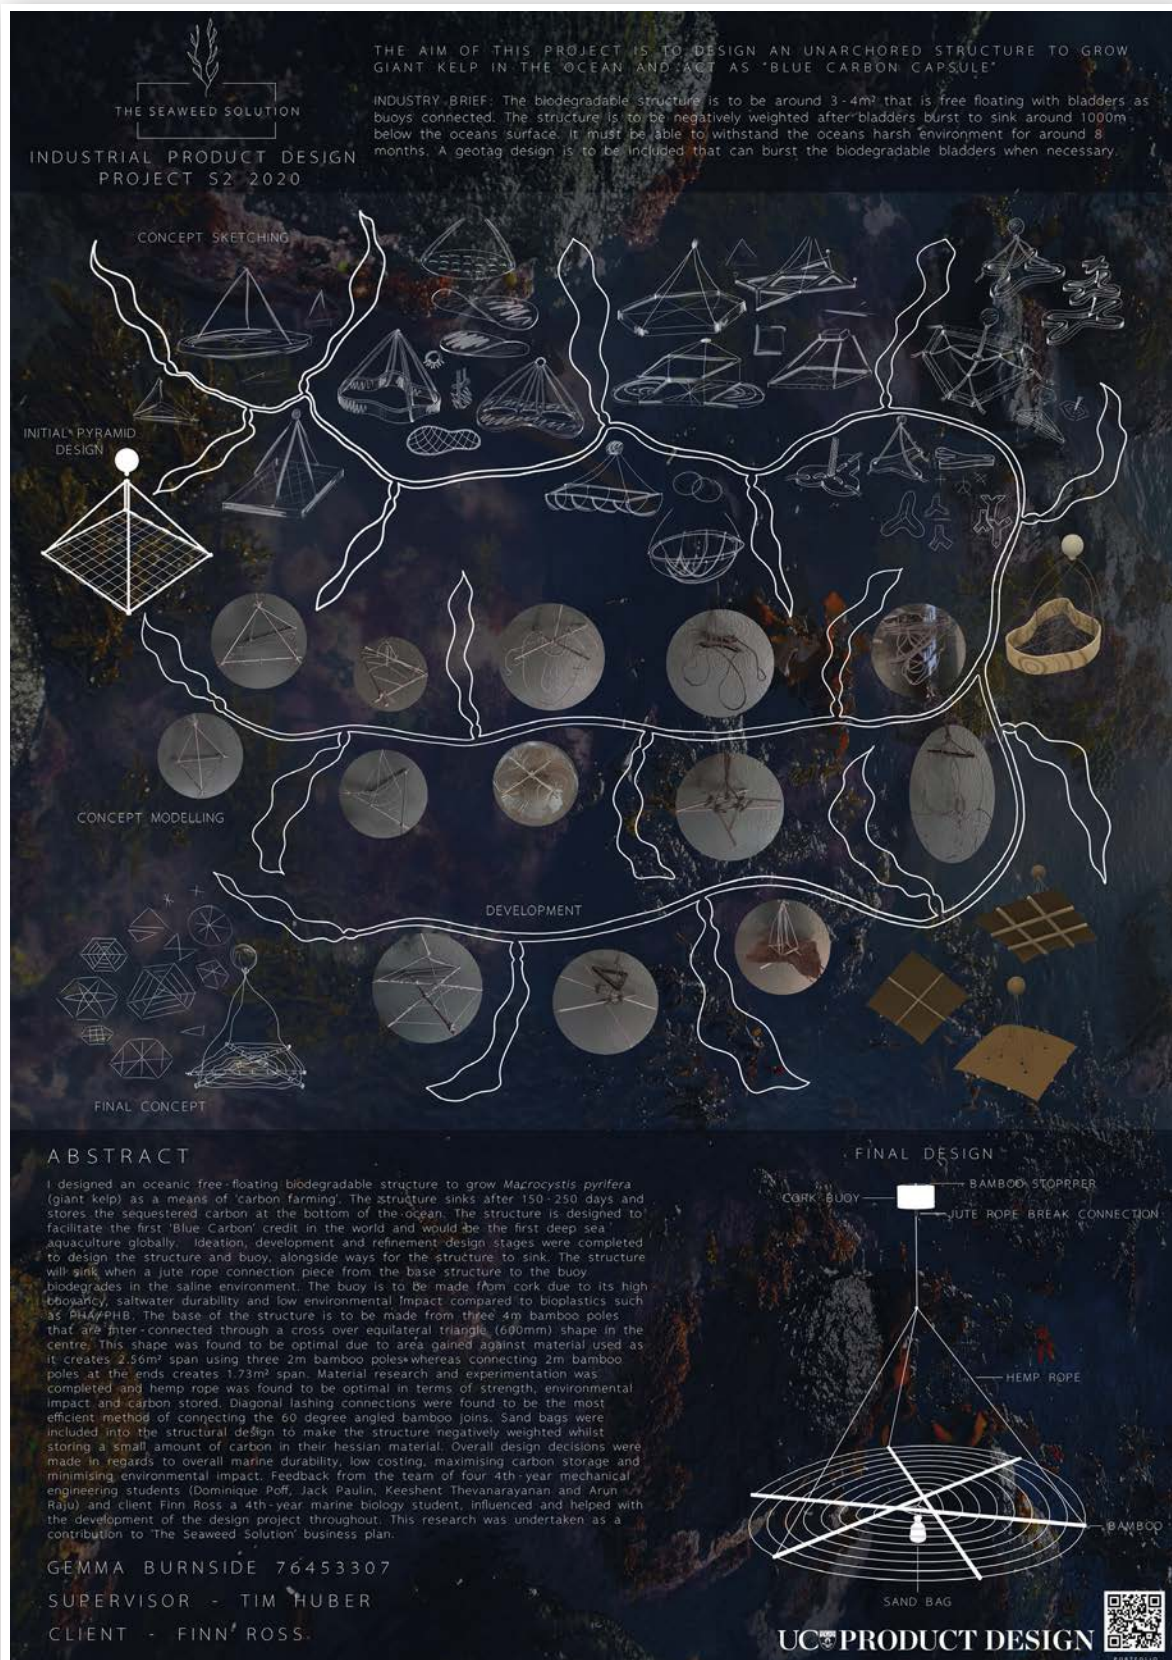 THE SEAWEED SOLUTION
INDUSTRIAL PRODUCT DESIGN
PROJECT S2 2020
THE AIM OF THIS PROJECT IS TO DESIGN AN UNARCHORED STRUCTURE TO GROW
GIANT KELP IN THE OCEAN AND ACT AS "BLUE CARBON CAPSULE"
INDUSTRY BRIEF: The biodegradable structure is to be around 3-4m² that is free floating with bladders as
buoys connected. The structure is to be negatively weighted after bladders burst to sink around 1000m
below the oceans surface. It must be able to withstand the oceans harsh environment for around 8
months. A geotag design is to be included that can burst the biodegradable bladders when necessary.
CONCEPT SKETCHING
INITIAL PYRAMID
DESIGN
CONCEPT MODELLING
DEVELOPMENT
FINAL CONCEPT
ABSTRACT
I designed an oceanic free-floating biodegradable structure to grow Macrocystis pyrifera
(giant kelp) as a means of 'carbon farming'. The structure sinks after 150-250 days and
stores the sequestered carbon at the bottom of the ocean. The structure is designed to
facilitate the first 'Blue Carbon' credit in the world and would be the first deep sea
aquaculture globally. Ideation, development and refinement design stages were completed
to design the structure and buoy, alongside ways for the structure to sink. The structure
will sink when a jute rope connection piece from the base structure to the buoy
biodegrades in the saline environment. The buoy is to be made from cork due to its high
bouyancy, saltwater durability and low environmental impact compared to bioplastics such
as PHA/PHB. The base of the structure is to be made from three 4m bamboo poles
that are inter-connected through a cross over equilateral triangle (600mm) shape in the
centre. This shape was found to be optimal due to area gained against material used as
it creates 2.56m² span using three 2m bamboo poles whereas connecting 2m bamboo
poles at the ends creates 1.73m² span. Material research and experimentation was
completed and hemp rope was found to be optimal in terms of strength, environmental
impact and carbon stored. Diagonal lashing connections were found to be the most
efficient method of connecting the 60 degree angled bamboo joins. Sand bags were
included into the structural design to make the structure negatively weighted whilst
storing a small amount of carbon in their hessian material. Overall design decisions were
made in regards to overall marine durability, low costing, maximising carbon storage and
minimising environmental impact. Feedback from the team of four 4th-year mechanical
engineering students (Dominique Poff, Jack Paulin, Keeshent Thevanarayanan and Arun
Raju) and client Finn Ross a 4th-year marine biology student, influenced and helped with
the development of the design project throughout. This research was undertaken as a
contribution to 'The Seaweed Solution' business plan.
GEMMA BURNSIDE 76453307
SUPERVISOR - TIM HUBER
CLIENT - FINN ROSS
FINAL DESIGN
BAMBOO STOPPPER
CORK BUOY
JUTE ROPE BREAK CONNECTION
HEMP ROPE
BAMBOO
SAND BAG
UC PRODUCT DESIGN
PORTFOLIO